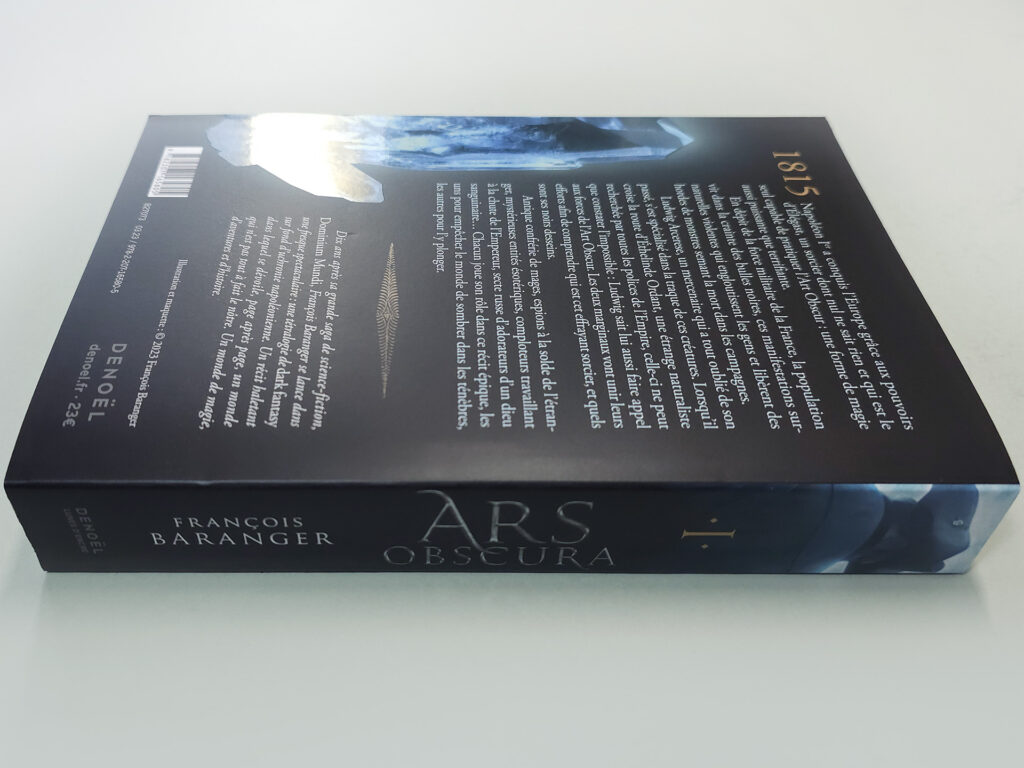 1815
Napoléon Iᵉʳ a conquis l'Europe grâce aux pouvoirs
d'Élégast, un sorcier dont nul ne sait rien et qui est le
seul capable de pratiquer l'Art Obscur : une forme de magie
aussi puissante que terrifiante.
En dépit de la force militaire de la France, la population
vit dans la crainte des bulles noires, ces manifestations sur-
naturelles violentes qui engloutissent les gens et libèrent des
hordes de monstres semant la mort dans les campagnes.
Ludwig Arsenus, un mercenaire qui a tout oublié de son
passé, s'est spécialisé dans la traque de ces créatures. Lorsqu'il
croise la route d'Ethelinde Ordant, une étrange naturaliste
recherchée par toutes les polices de l'Empire, celle-ci ne peut
que constater l'impossible : Ludwig sait lui aussi faire appel
aux forces de l'Art Obscur. Les deux marginaux vont unir leurs
efforts afin de comprendre qui est cet effrayant sorcier, et quels
sont ses noirs desseins.
Antique confrérie de mages, espions à la solde de l'étran-
ger, mystérieuses entités ésotériques, comploteurs travaillant
à la chute de l'Empereur, secte russe d'adorateurs d'un dieu
sanguinaire… Chacun joue son rôle dans ce récit épique, les
uns pour empêcher le monde de sombrer dans les ténèbres,
les autres pour l'y plonger.
Dix ans après sa grande saga de science-fiction,
Dominium Mundi, François Baranger se lance dans
une fresque spectaculaire : une tétralogie de dark fantasy
sur fond d'uchronie napoléonienne. Un récit haletant
dans lequel se dévoile, page après page, un monde
qui n'est pas tout à fait le nôtre. Un monde de magie,
d'aventures et d'histoire.
Illustration et maquette : © 2023 François Baranger
DENOËL
denoel.fr · 23€
DENOËL
FRANÇOIS
BARANGER
ARS
OBSCURA
· I ·